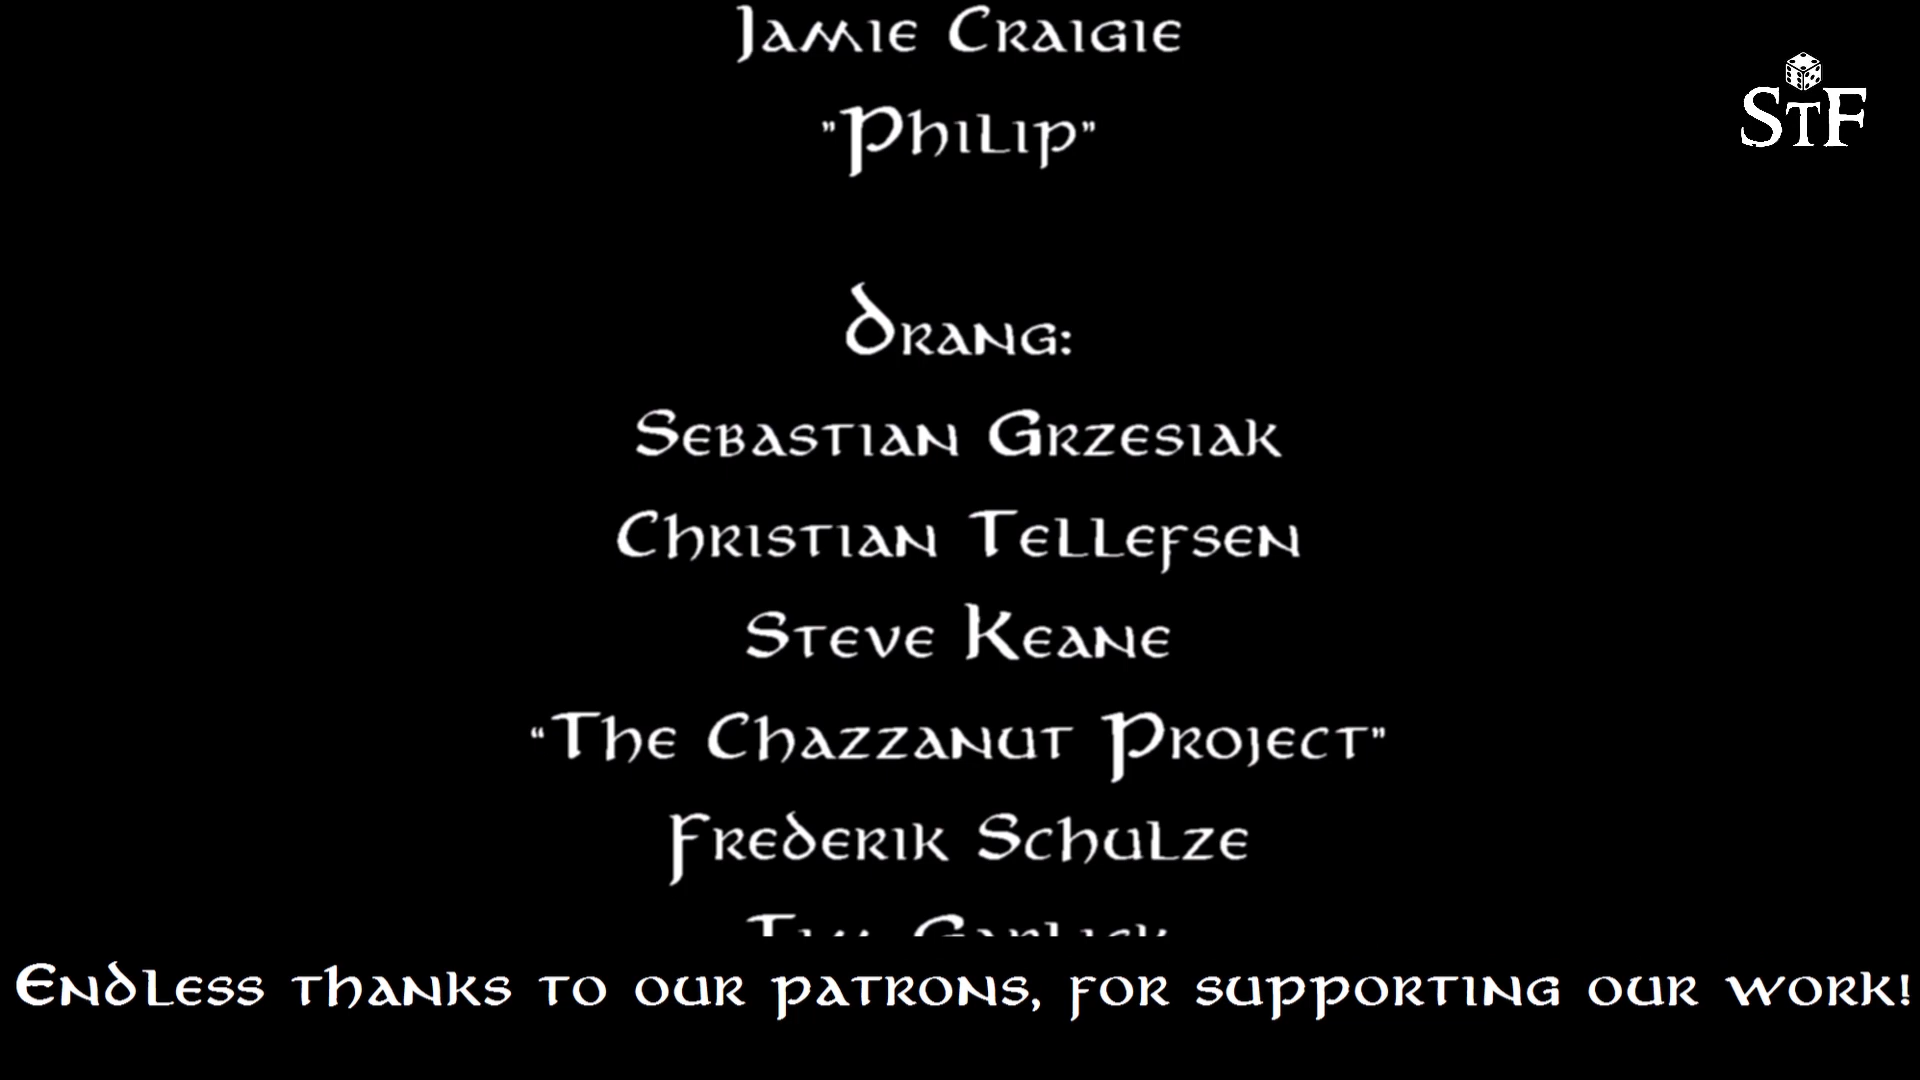 Jamie Craigie
"Philip"
StF
Drang:
Sebastian Grzesiak
Christian Tellefsen
Steve Keane
“The Chazzanut Project”
Frederik Schulze
Endless thanks to our patrons, for supporting our work!